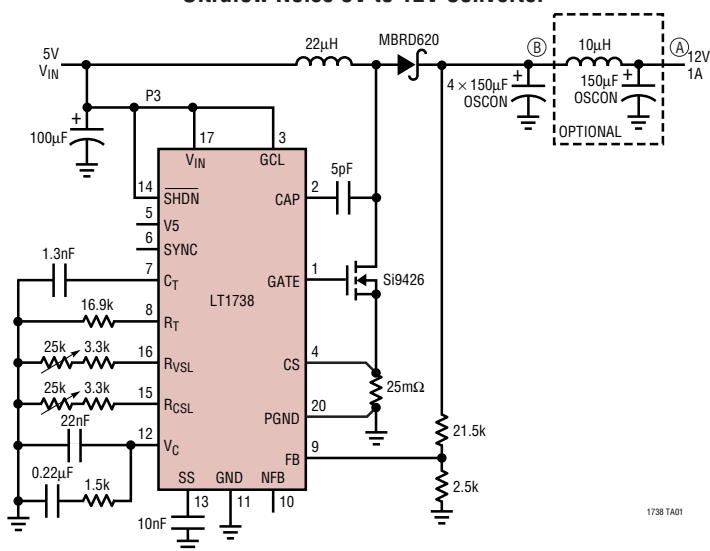 Ultralow Noise 5V to 12V Converter
5V
VIN
22µH
MBRD620
B
10µH
A
12V
1A
4 × 150µF
OSCON
+
150µF
OSCON
+
OPTIONAL
P3
+
100µF
17
VIN
3
GCL
14
SHDN
CAP
2
5pF
5
V5
6
SYNC
1.3nF
7
CT
GATE
1
Si9426
LT1738
16.9k
8
RT
25k
3.3k
16
RVSL
CS
4
25mΩ
25k
3.3k
15
RCSL
PGND
20
22nF
12
VC
21.5k
FB
9
0.22µF
1.5k
2.5k
SS
GND
NFB
13
11
10
10nF
1738 TA01